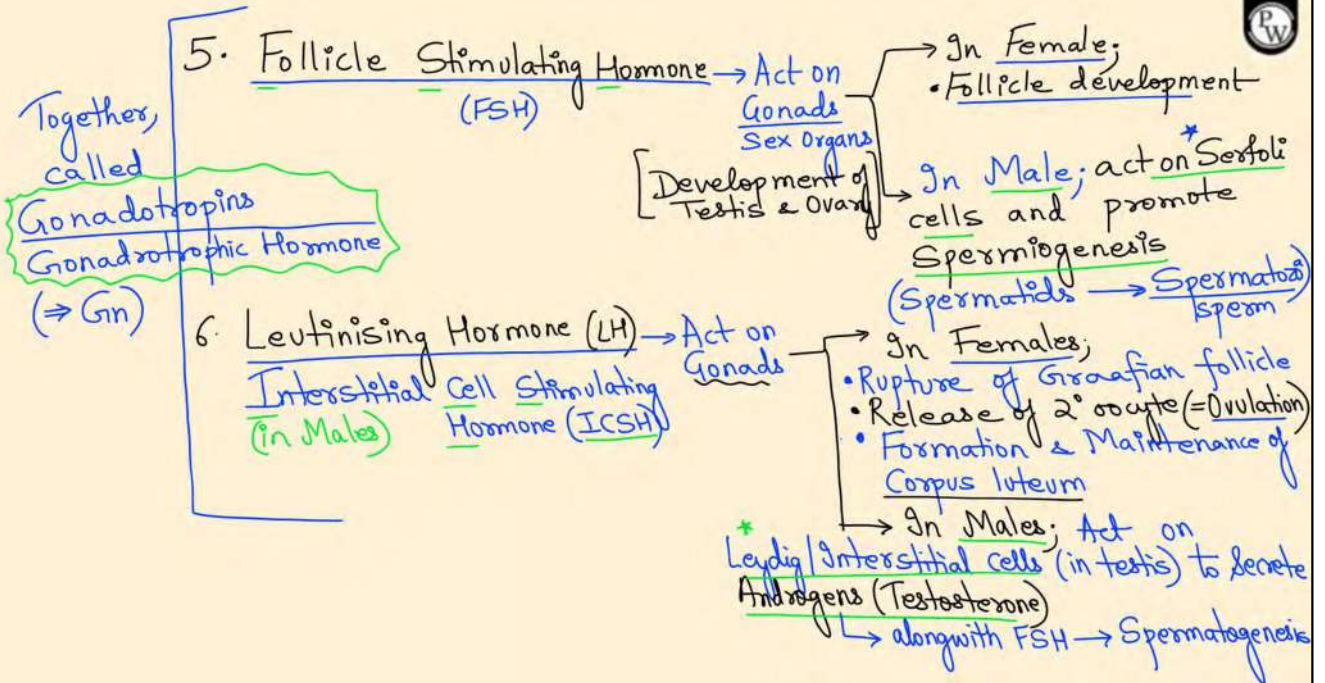 PW
5. Follicle Stimulating Hormone → Act on
(FSH)
Gonads
Sex Organs
[Development of
Testis & Ovary]
→ In Female;
• Follicle development
→ In Male; act on *Sertoli
cells and promote
Spermiogenesis
(Spermatids → Spermatozoa)
sperm
Together,
called
Gonadotropins
Gonadrotrophic Hormone
(⇒ Gn)
6. Leutinising Hormone (LH) → Act on
Gonads
Interstitial Cell Stimulating
(in Males) Hormone (ICSH)
→ In Females;
• Rupture of Graafian follicle
• Release of 2° oocyte (=Ovulation)
• Formation & Maintenance of
Corpus luteum
→ In Males; Act on
*Leydig/Interstitial cells (in testis) to Secrete
Androgens (Testosterone)
↳ alongwith FSH → Spermatogenesis